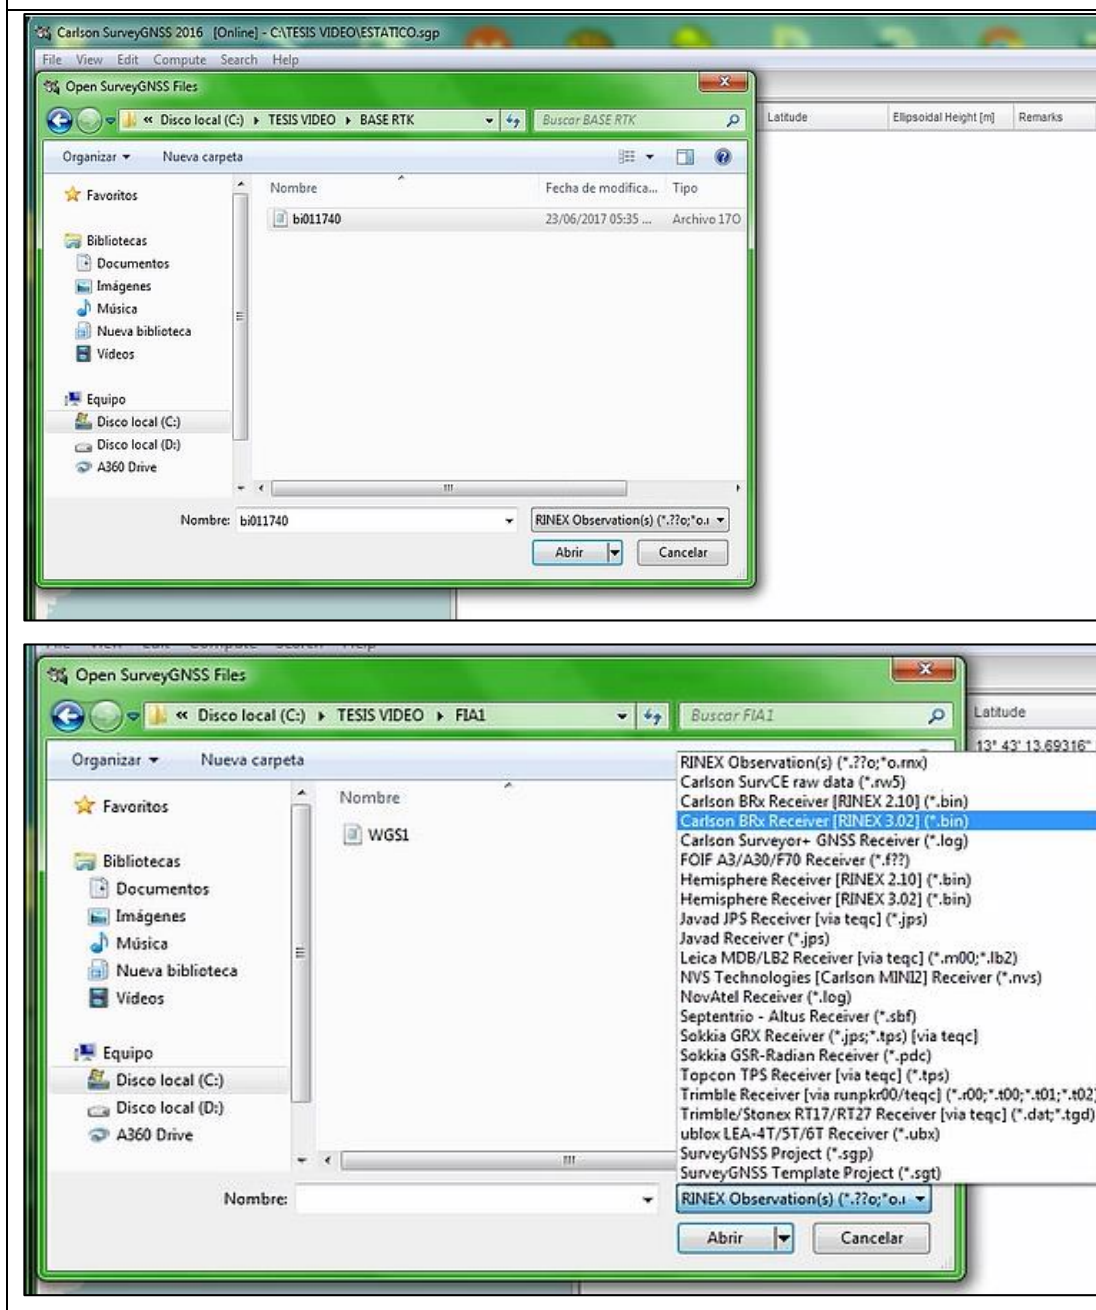 Carlson SurveyGNSS 2016 [Online] - C:\TESIS VIDEO\ESTATICO.sgp
File View Edit Compute Search Help
Open SurveyGNSS Files
« Disco local (C:) ▸ TESIS VIDEO ▸ BASE RTK
Buscar BASE RTK
Latitude Ellipsoidal Height [m] Remarks
Organizar Nueva carpeta
Favoritos
Bibliotecas
Documentos
Imágenes
Música
Nueva biblioteca
Vídeos
Equipo
Disco local (C:)
Disco local (D:)
A360 Drive
Nombre Fecha de modifica... Tipo
bi011740 23/06/2017 05:35 ... Archivo 17O
Nombre: bi011740
RINEX Observation(s) (*.??o;*o.r
Abrir Cancelar
File View Edit Compute Search Help
Open SurveyGNSS Files
« Disco local (C:) ▸ TESIS VIDEO ▸ FIA1
Buscar FIA1
Latitude
13° 43' 13.69316"
Organizar Nueva carpeta
Favoritos
Bibliotecas
Documentos
Imágenes
Música
Nueva biblioteca
Vídeos
Equipo
Disco local (C:)
Disco local (D:)
A360 Drive
Nombre
WGS1
RINEX Observation(s) (*.??o;*o.rnx)
Carlson SurvCE raw data (*.rw5)
Carlson BRx Receiver [RINEX 2.10] (*.bin)
Carlson BRx Receiver [RINEX 3.02] (*.bin)
Carlson Surveyor+ GNSS Receiver (*.log)
FOIF A3/A30/F70 Receiver (*.f??)
Hemisphere Receiver [RINEX 2.10] (*.bin)
Hemisphere Receiver [RINEX 3.02] (*.bin)
Javad JPS Receiver [via teqc] (*.jps)
Javad Receiver (*.jps)
Leica MDB/LB2 Receiver [via teqc] (*.m00;*.lb2)
NVS Technologies [Carlson MINI2] Receiver (*.nvs)
NovAtel Receiver (*.log)
Septentrio - Altus Receiver (*.sbf)
Sokkia GRX Receiver (*.jps;*.tps) [via teqc]
Sokkia GSR-Radian Receiver (*.pdc)
Topcon TPS Receiver [via teqc] (*.tps)
Trimble Receiver [via runpkr00/teqc] (*.r00;*.t00;*.t01;*.t02)
Trimble/Stonex RT17/RT27 Receiver [via teqc] (*.dat;*.tgd)
ublox LEA-4T/5T/6T Receiver (*.ubx)
SurveyGNSS Project (*.sgp)
SurveyGNSS Template Project (*.sgt)
Nombre:
RINEX Observation(s) (*.??o;*o.r
Abrir Cancelar